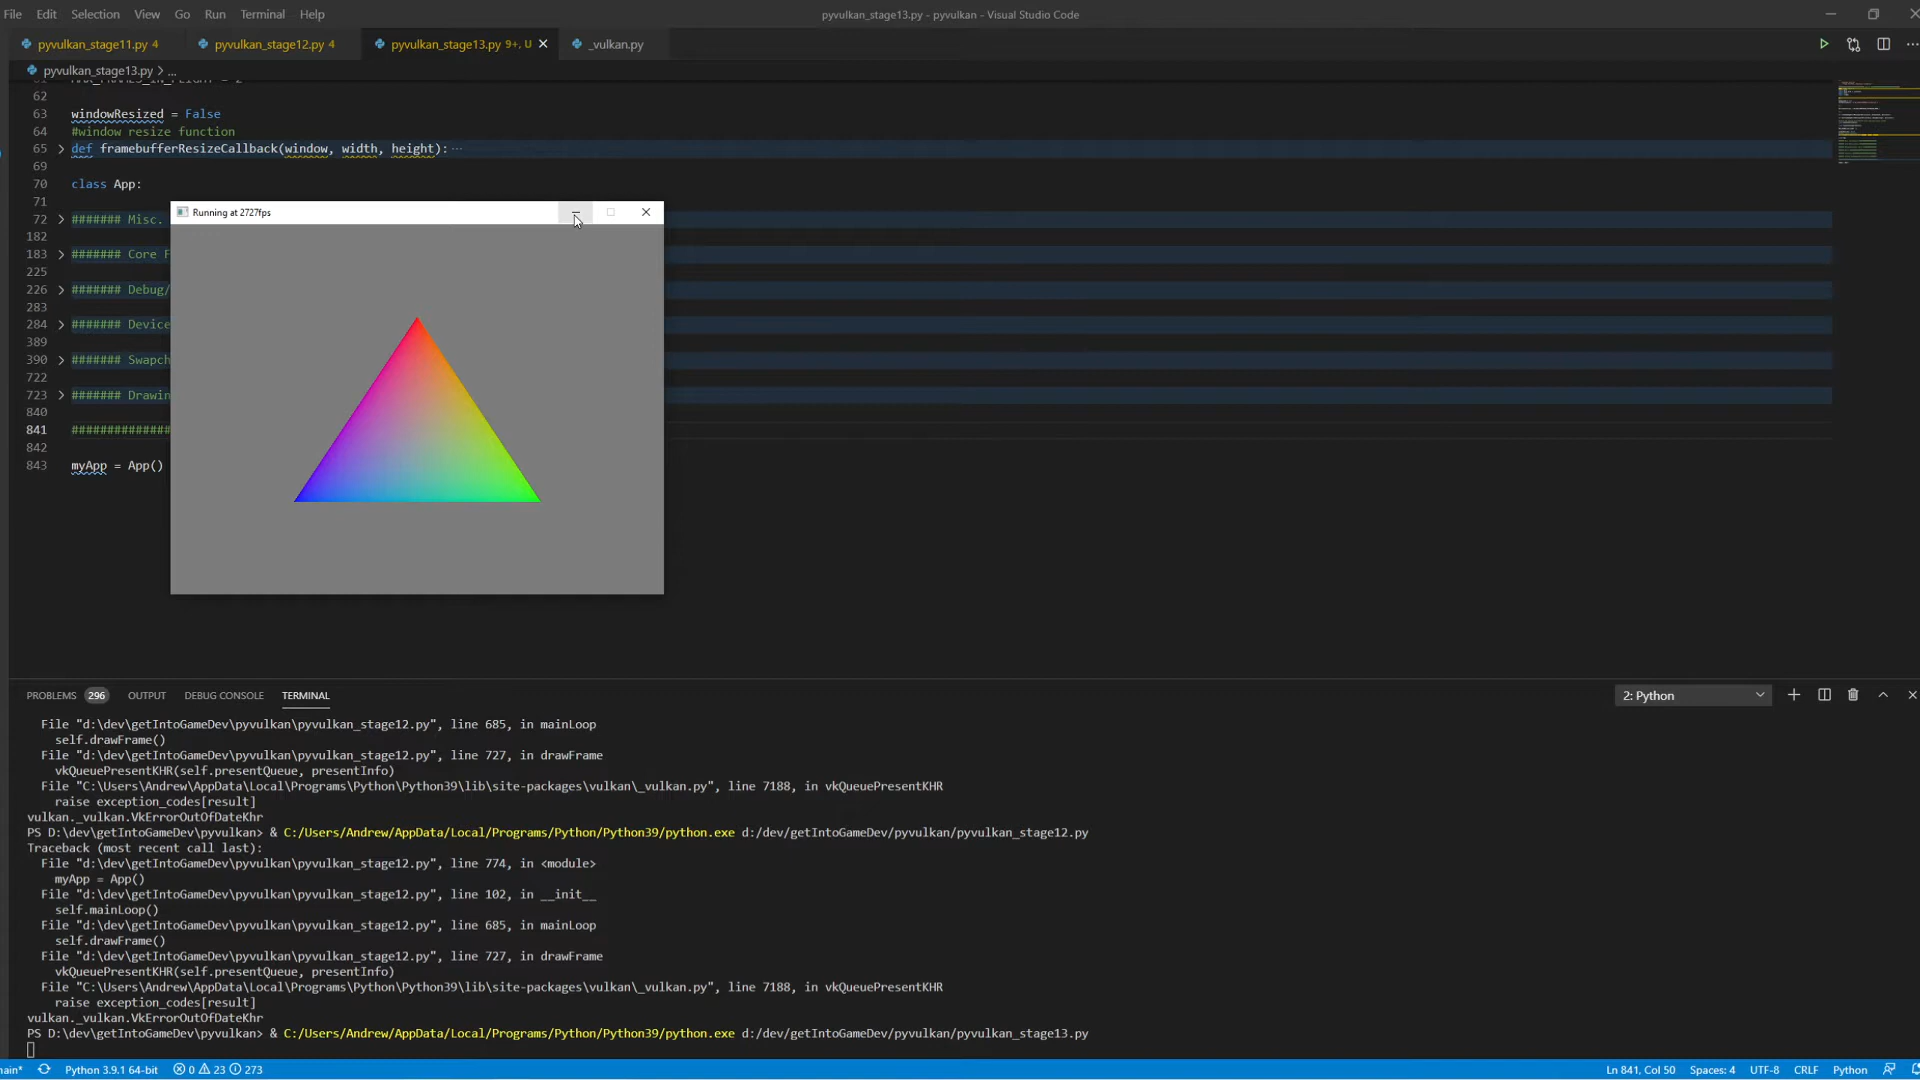 File Edit Selection View Go Run Terminal Help
pyvulkan_stage13.py - pyvulkan - Visual Studio Code
pyvulkan_stage11.py 4
pyvulkan_stage12.py 4
pyvulkan_stage13.py 9+, U
_vulkan.py
pyvulkan_stage13.py > ...
62
63 windowResized = False
64 #window resize function
65 def framebufferResizeCallback(window, width, height): ...
69
70 class App:
71
72 ####### Misc.
182
183 ####### Core F
225
226 ####### Debug/
283
284 ####### Device
389
390 ####### Swapch
722
723 ####### Drawin
840
841 ##############
842
843 myApp = App()
Running at 2727fps
PROBLEMS 296 OUTPUT DEBUG CONSOLE TERMINAL
2: Python
File "d:\dev\getIntoGameDev\pyvulkan\pyvulkan_stage12.py", line 685, in mainLoop
self.drawFrame()
File "d:\dev\getIntoGameDev\pyvulkan\pyvulkan_stage12.py", line 727, in drawFrame
vkQueuePresentKHR(self.presentQueue, presentInfo)
File "C:\Users\Andrew\AppData\Local\Programs\Python\Python39\lib\site-packages\vulkan\_vulkan.py", line 7188, in vkQueuePresentKHR
raise exception_codes[result]
vulkan._vulkan.VkErrorOutOfDateKhr
PS D:\dev\getIntoGameDev\pyvulkan> & C:/Users/Andrew/AppData/Local/Programs/Python/Python39/python.exe d:/dev/getIntoGameDev/pyvulkan/pyvulkan_stage12.py
Traceback (most recent call last):
File "d:\dev\getIntoGameDev\pyvulkan\pyvulkan_stage12.py", line 774, in <module>
myApp = App()
File "d:\dev\getIntoGameDev\pyvulkan\pyvulkan_stage12.py", line 102, in __init__
self.mainLoop()
File "d:\dev\getIntoGameDev\pyvulkan\pyvulkan_stage12.py", line 685, in mainLoop
self.drawFrame()
File "d:\dev\getIntoGameDev\pyvulkan\pyvulkan_stage12.py", line 727, in drawFrame
vkQueuePresentKHR(self.presentQueue, presentInfo)
File "C:\Users\Andrew\AppData\Local\Programs\Python\Python39\lib\site-packages\vulkan\_vulkan.py", line 7188, in vkQueuePresentKHR
raise exception_codes[result]
vulkan._vulkan.VkErrorOutOfDateKhr
PS D:\dev\getIntoGameDev\pyvulkan> & C:/Users/Andrew/AppData/Local/Programs/Python/Python39/python.exe d:/dev/getIntoGameDev/pyvulkan/pyvulkan_stage13.py
main* Python 3.9.1 64-bit 0 23 273
Ln 841, Col 50 Spaces: 4 UTF-8 CRLF Python